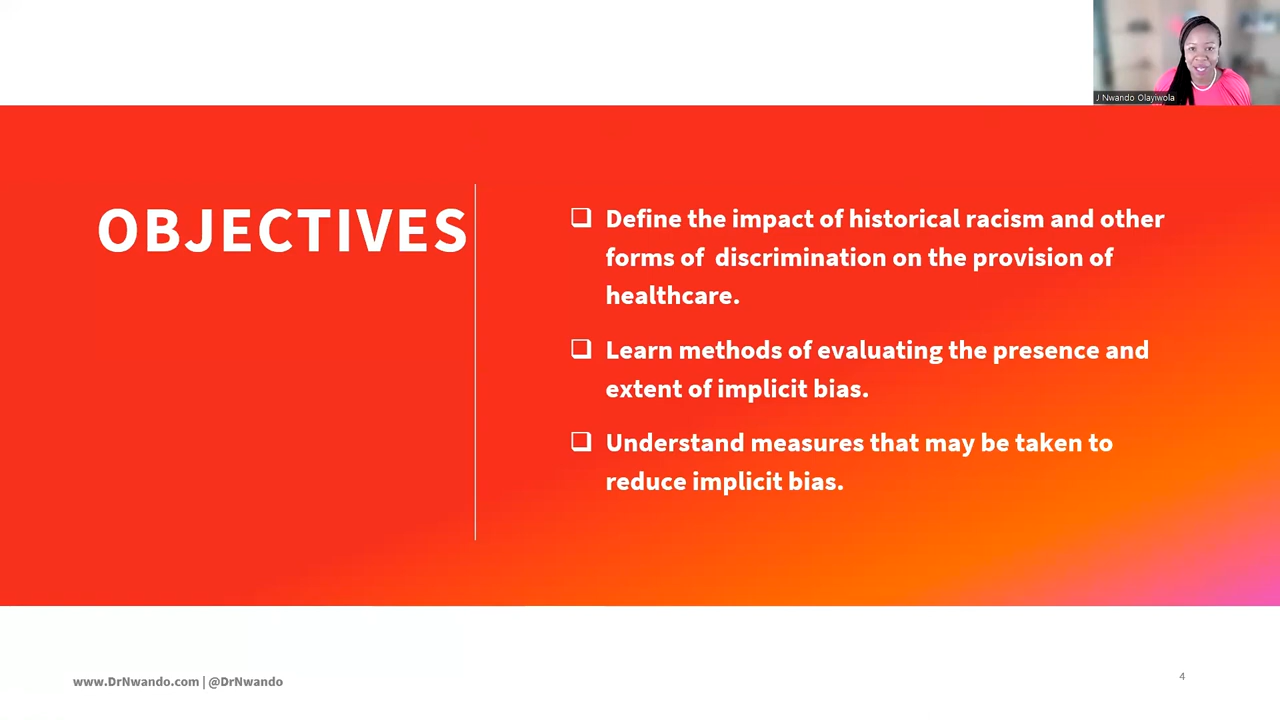 J Nwando Olayiwola
OBJECTIVES
❑ Define the impact of historical racism and other
forms of  discrimination on the provision of
healthcare.
❑ Learn methods of evaluating the presence and
extent of implicit bias.
❑ Understand measures that may be taken to
reduce implicit bias.
www.DrNwando.com | @DrNwando
4